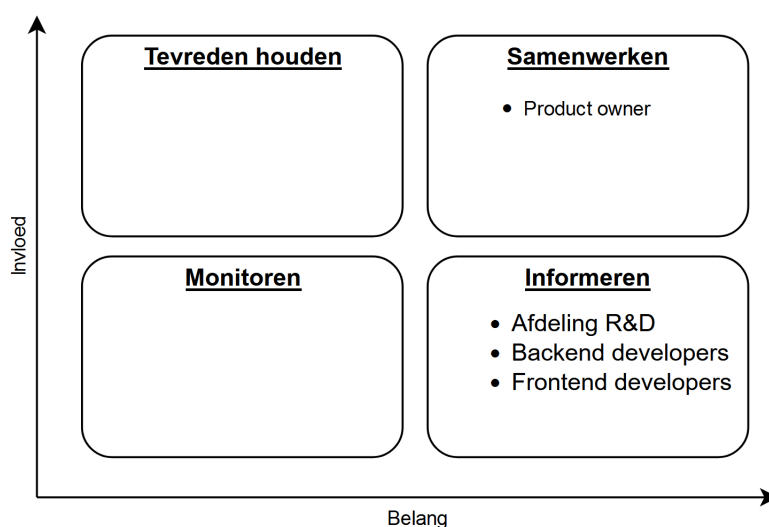 Tevreden houden
Samenwerken
• Product owner
Invloed
Monitoren
Informeren
• Afdeling R&D
• Backend developers
• Frontend developers
Belang